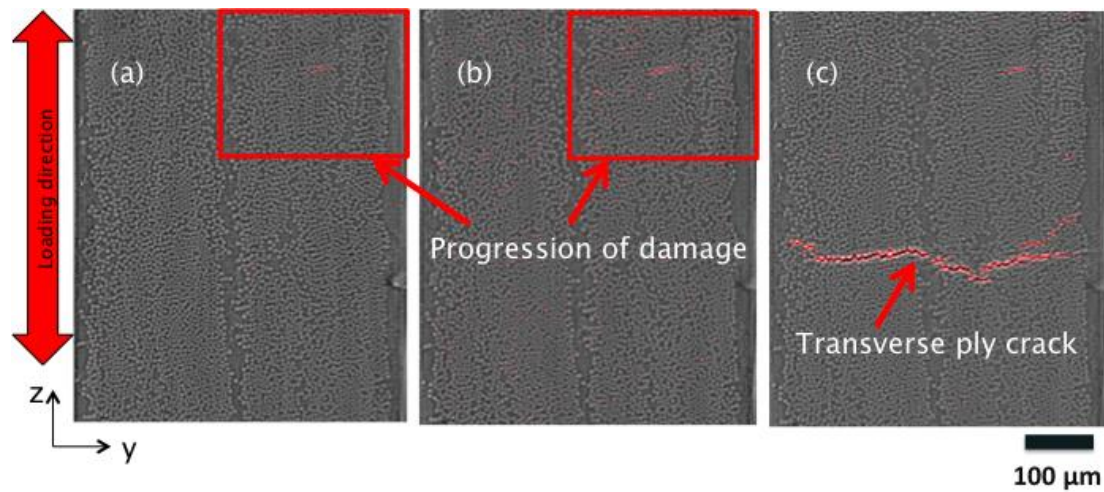 Loading direction
(a)
(b)
(c)
Progression of damage
Transverse ply crack
z
y
100 µm